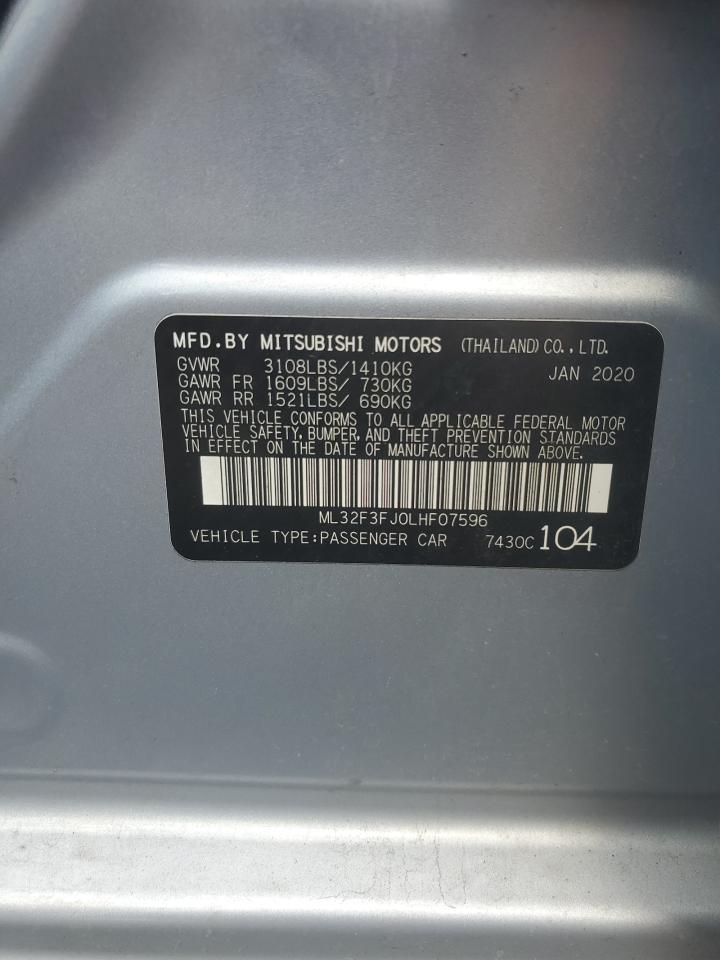 MFD.BY MITSUBISHI MOTORS (THAILAND) CO.,LTD.
GVWR 3108LBS/1410KG JAN 2020
GAWR FR 1609LBS/ 730KG
GAWR RR 1521LBS/ 690KG
THIS VEHICLE CONFORMS TO ALL APPLICABLE FEDERAL MOTOR
VEHICLE SAFETY, BUMPER, AND THEFT PREVENTION STANDARDS
IN EFFECT ON THE DATE OF MANUFACTURE SHOWN ABOVE.
ML32F3FJ0LHF07596
VEHICLE TYPE:PASSENGER CAR 7430C 104